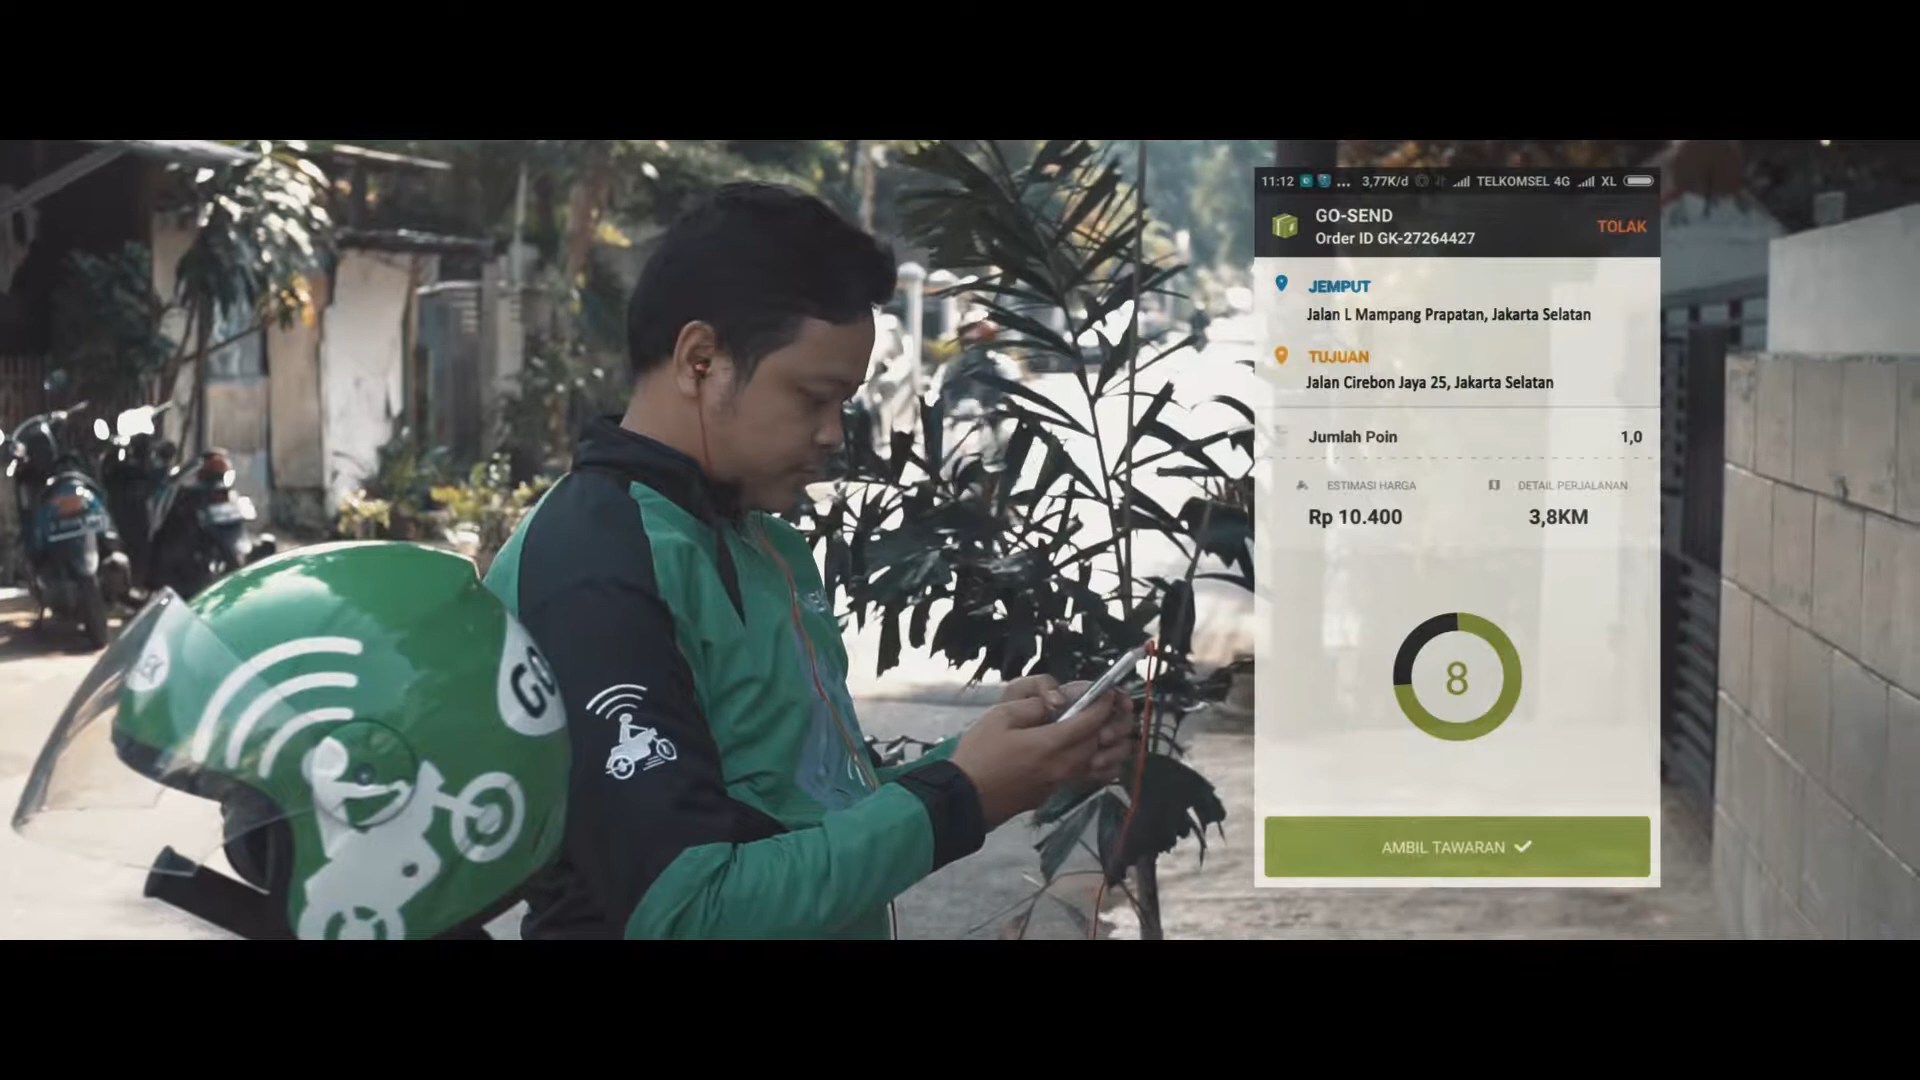 11:12 ... 3,77K/d TELKOMSEL 4G XL
GO-SEND
Order ID GK-27264427
TOLAK
JEMPUT
Jalan L Mampang Prapatan, Jakarta Selatan
TUJUAN
Jalan Cirebon Jaya 25, Jakarta Selatan
Jumlah Poin 1,0
ESTIMASI HARGA DETAIL PERJALANAN
Rp 10.400 3,8KM
8
AMBIL TAWARAN
GO
EK